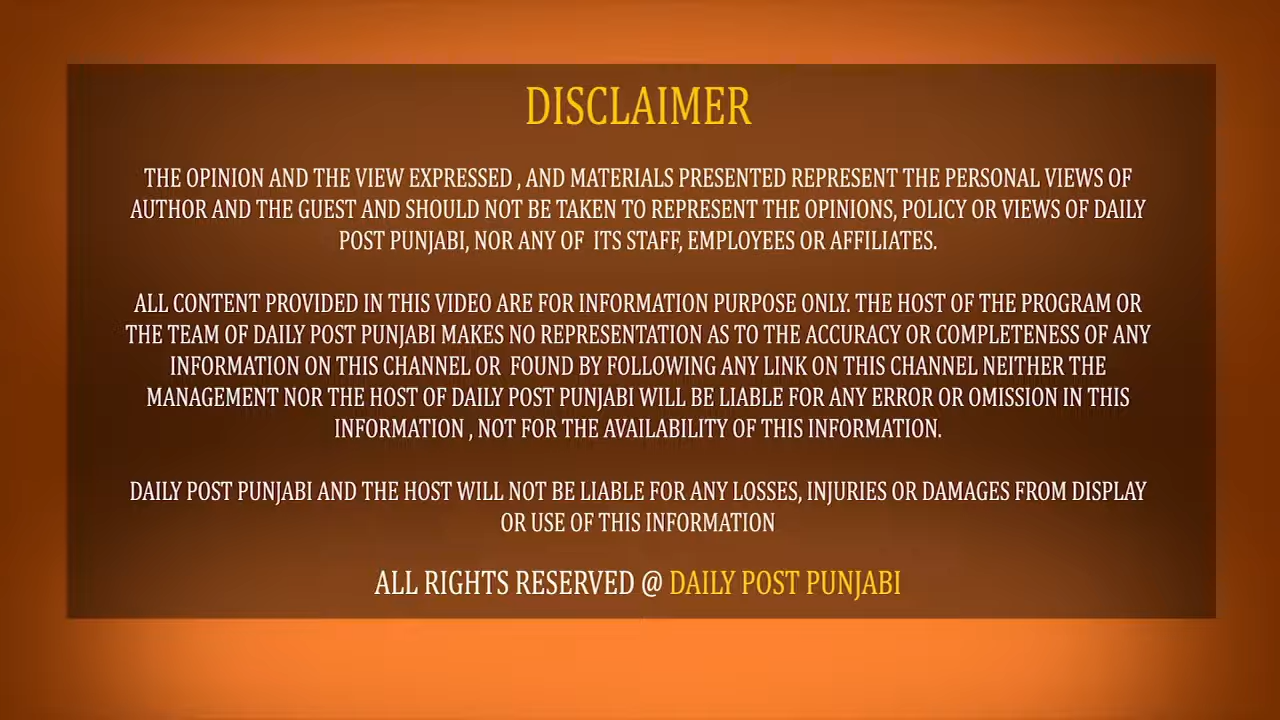 DISCLAIMER
THE OPINION AND THE VIEW EXPRESSED , AND MATERIALS PRESENTED REPRESENT THE PERSONAL VIEWS OF
AUTHOR AND THE GUEST AND SHOULD NOT BE TAKEN TO REPRESENT THE OPINIONS, POLICY OR VIEWS OF DAILY
POST PUNJABI, NOR ANY OF ITS STAFF, EMPLOYEES OR AFFILIATES.
ALL CONTENT PROVIDED IN THIS VIDEO ARE FOR INFORMATION PURPOSE ONLY. THE HOST OF THE PROGRAM OR
THE TEAM OF DAILY POST PUNJABI MAKES NO REPRESENTATION AS TO THE ACCURACY OR COMPLETENESS OF ANY
INFORMATION ON THIS CHANNEL OR FOUND BY FOLLOWING ANY LINK ON THIS CHANNEL NEITHER THE
MANAGEMENT NOR THE HOST OF DAILY POST PUNJABI WILL BE LIABLE FOR ANY ERROR OR OMISSION IN THIS
INFORMATION , NOT FOR THE AVAILABILITY OF THIS INFORMATION.
DAILY POST PUNJABI AND THE HOST WILL NOT BE LIABLE FOR ANY LOSSES, INJURIES OR DAMAGES FROM DISPLAY
OR USE OF THIS INFORMATION
ALL RIGHTS RESERVED @ DAILY POST PUNJABI